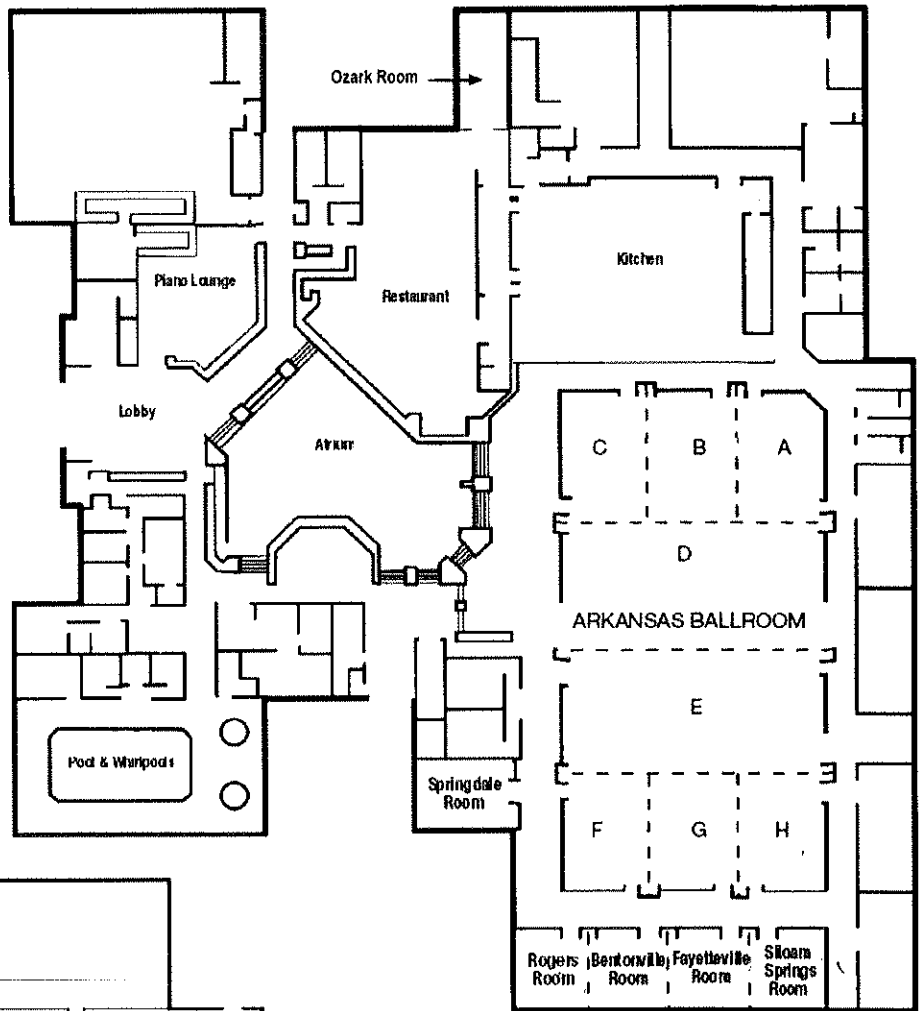 Ozark Room
Piano Lounge
Kitchen
Restaurant
Lobby
Atrium
C
B
A
D
ARKANSAS BALLROOM
E
Pool & Whirlpools
Springdale
Room
F
G
H
Rogers
Room
Bentonville
Room
Fayetteville
Room
Siloam
Springs
Room